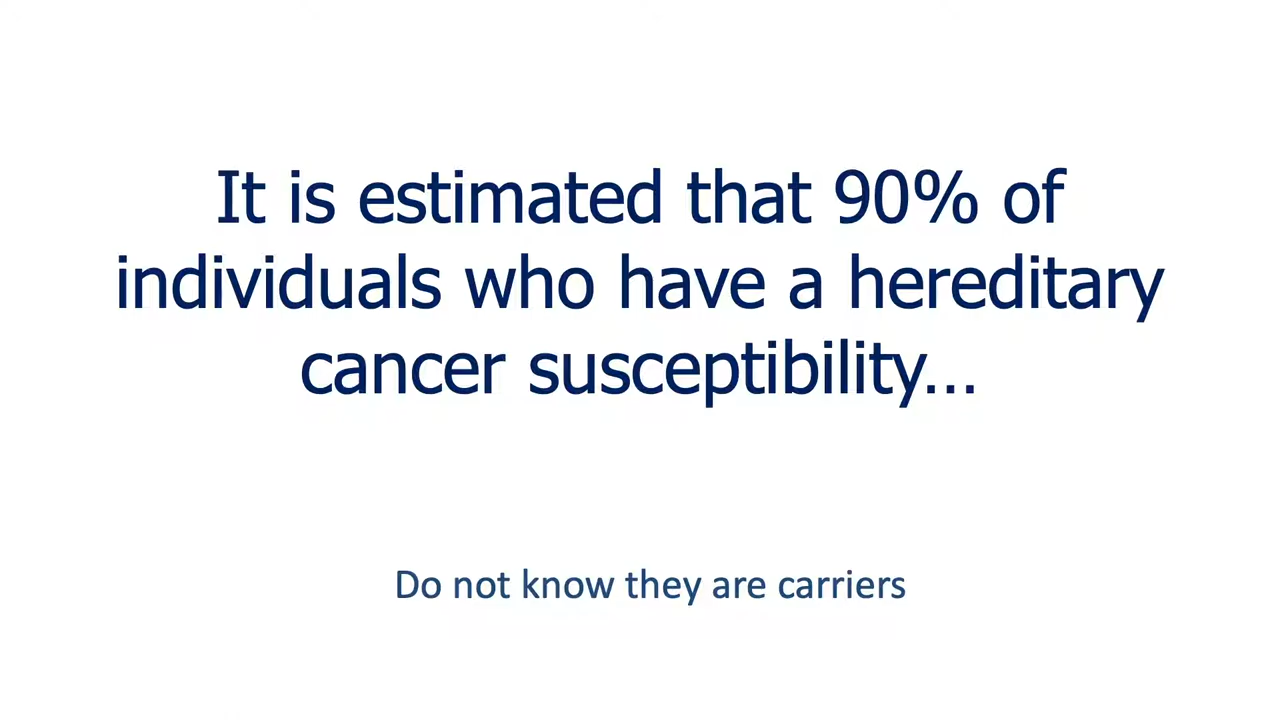 It is estimated that 90% of
individuals who have a hereditary
cancer susceptibility...
Do not know they are carriers